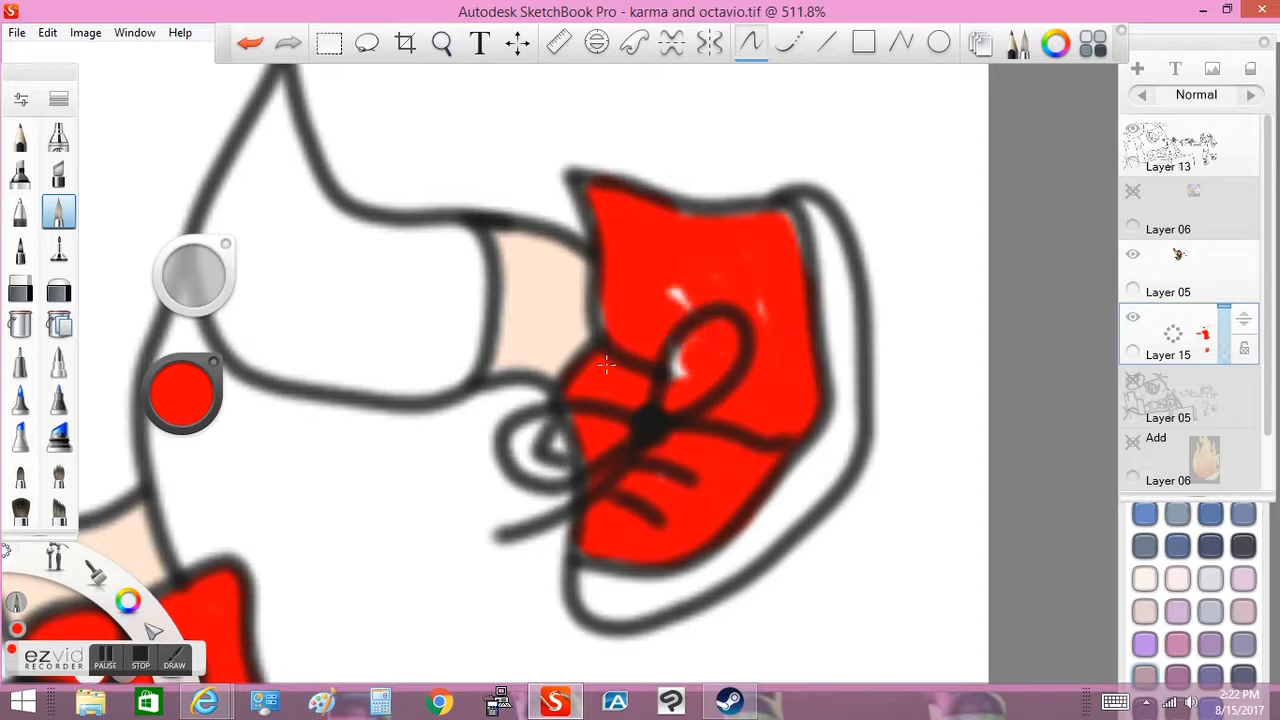 Autodesk SketchBook Pro - karma and octavio.tif @ 511.8%
File Edit Image Window Help
T
T
Normal
Layer 13
Layer 06
Layer 05
Layer 15
Layer 05
Add
Layer 06
ezvid
RECORDER
PAUSE STOP DRAW
2:22 PM
8/15/2017